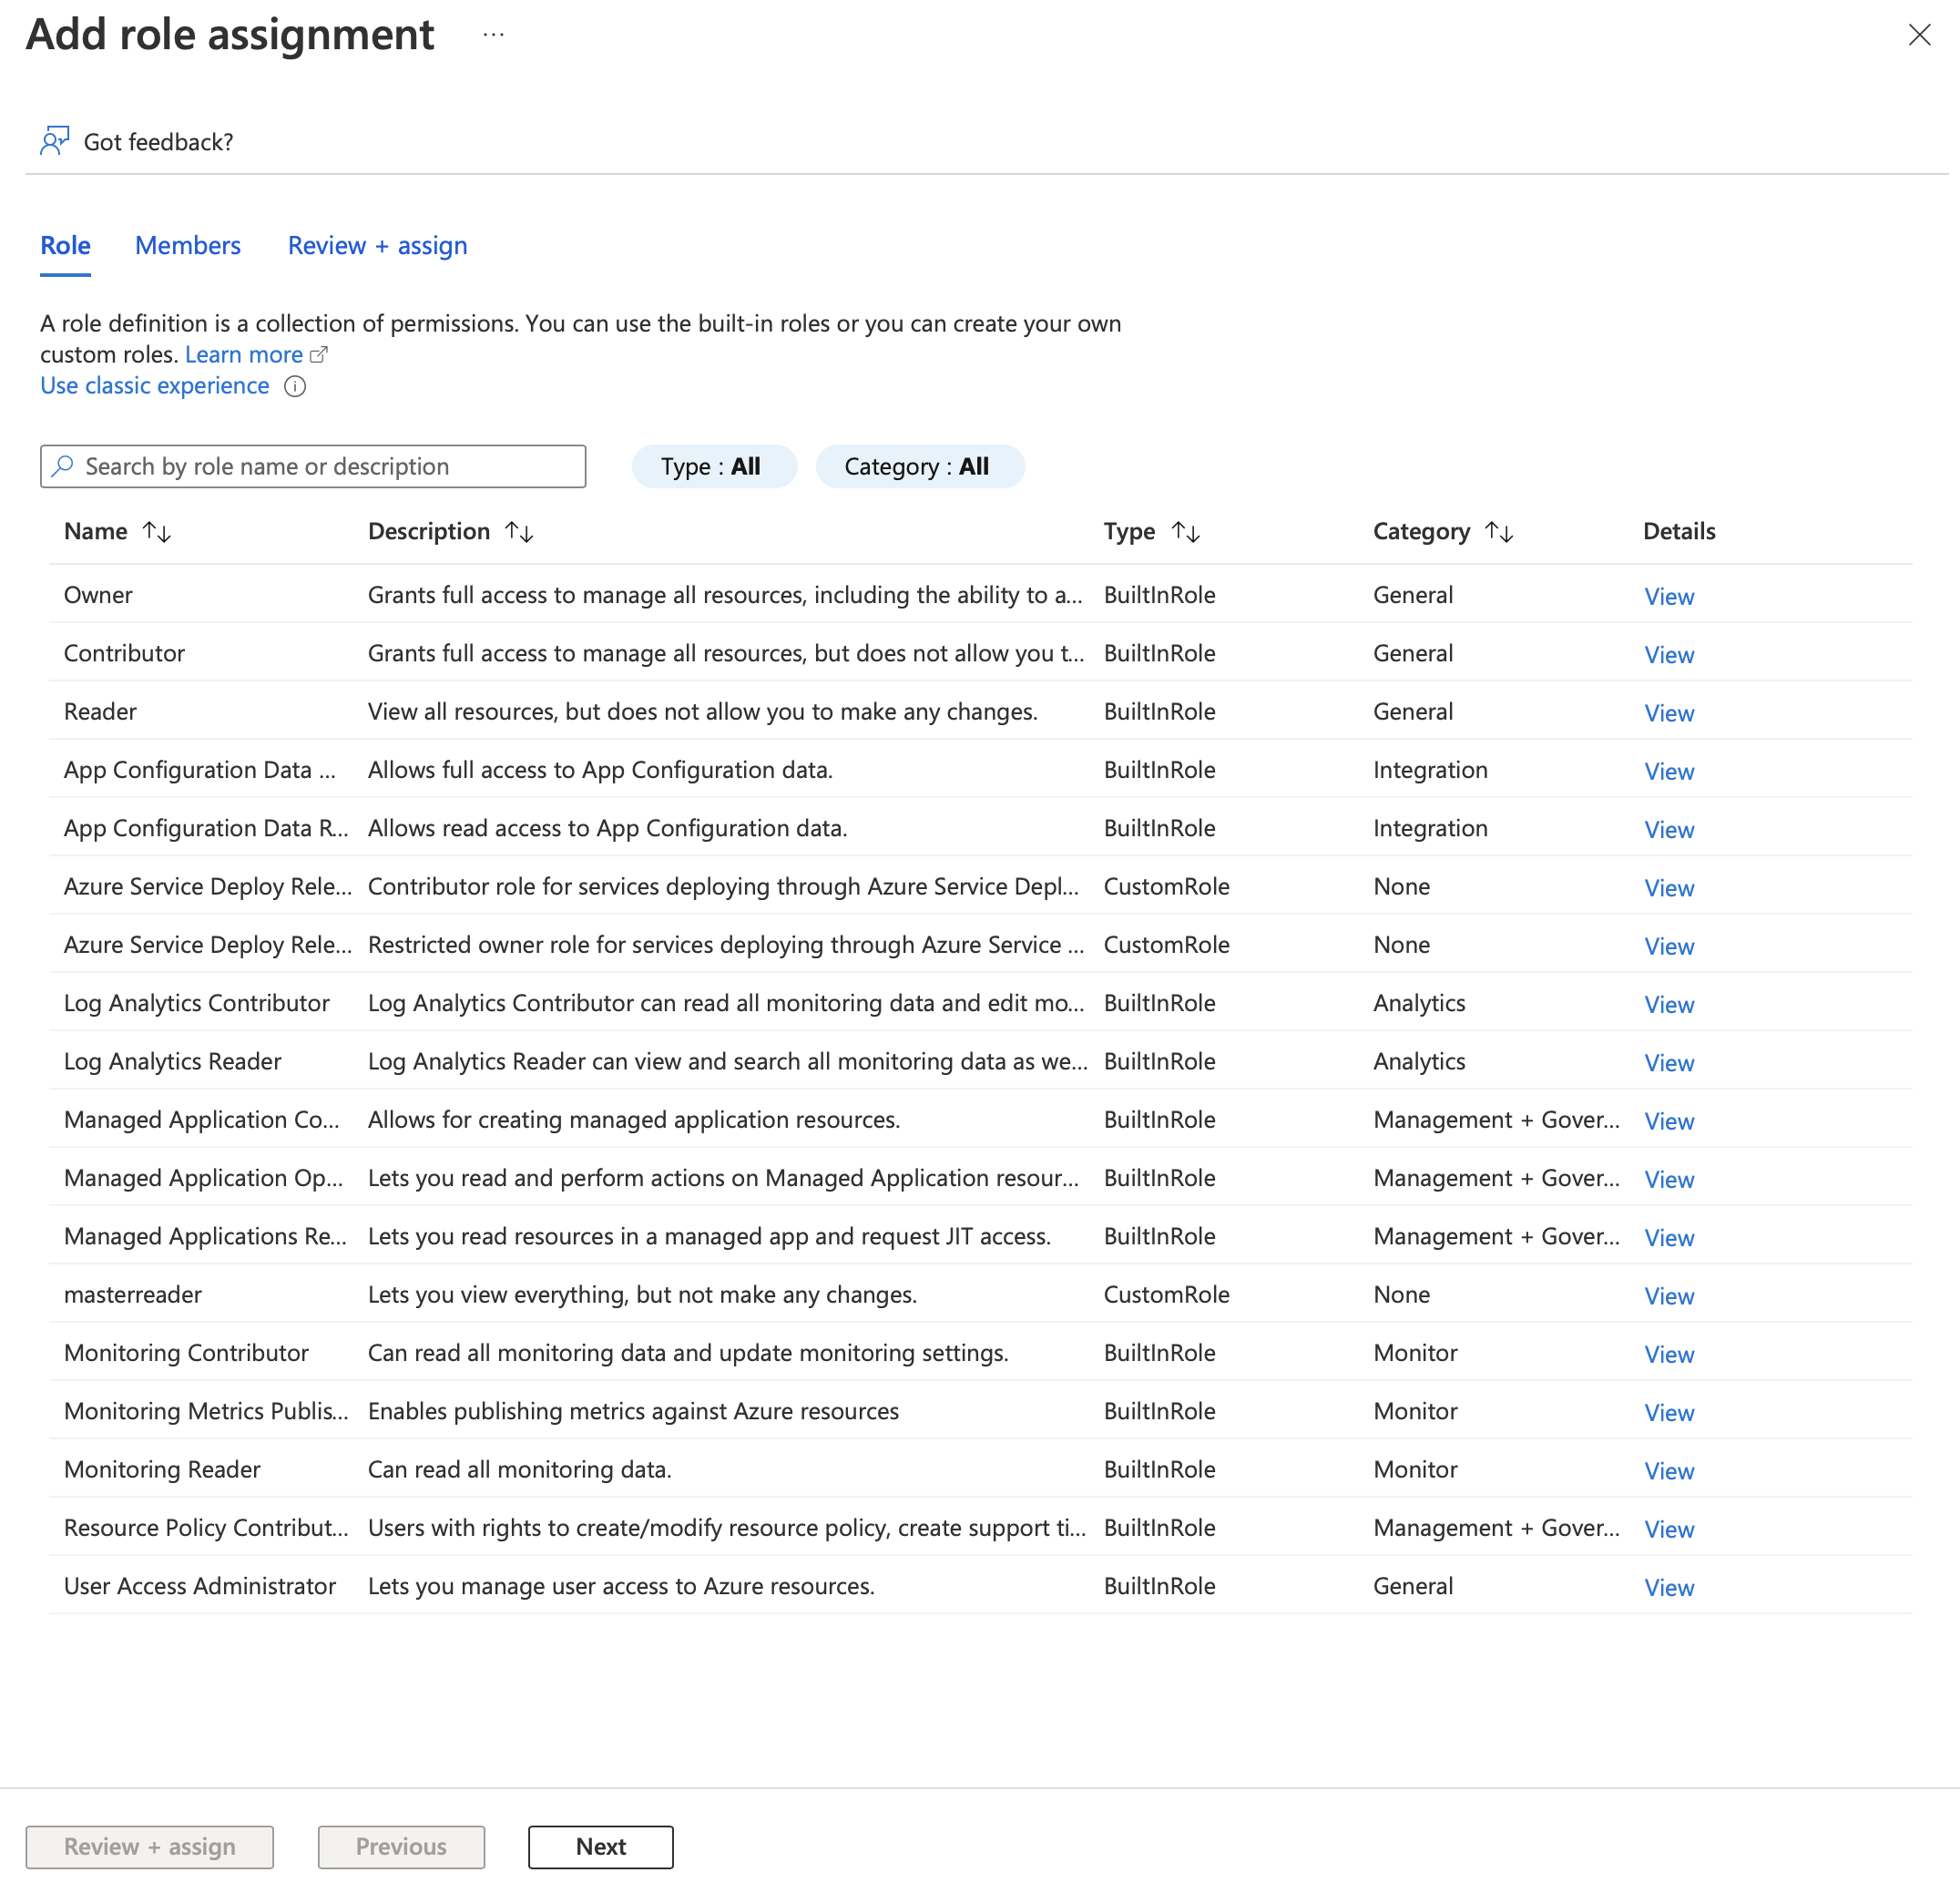 Add role assignment ...
Got feedback?
Role Members Review + assign
A role definition is a collection of permissions. You can use the built-in roles or you can create your own
custom roles. Learn more
Use classic experience
Search by role name or description Type : All Category : All
Name Description Type Category Details
Owner Grants full access to manage all resources, including the ability to a... BuiltInRole General View
Contributor Grants full access to manage all resources, but does not allow you t... BuiltInRole General View
Reader View all resources, but does not allow you to make any changes. BuiltInRole General View
App Configuration Data ... Allows full access to App Configuration data. BuiltInRole Integration View
App Configuration Data R... Allows read access to App Configuration data. BuiltInRole Integration View
Azure Service Deploy Rele... Contributor role for services deploying through Azure Service Depl... CustomRole None View
Azure Service Deploy Rele... Restricted owner role for services deploying through Azure Service ... CustomRole None View
Log Analytics Contributor Log Analytics Contributor can read all monitoring data and edit mo... BuiltInRole Analytics View
Log Analytics Reader Log Analytics Reader can view and search all monitoring data as we... BuiltInRole Analytics View
Managed Application Co... Allows for creating managed application resources. BuiltInRole Management + Gover... View
Managed Application Op... Lets you read and perform actions on Managed Application resour... BuiltInRole Management + Gover... View
Managed Applications Re... Lets you read resources in a managed app and request JIT access. BuiltInRole Management + Gover... View
masterreader Lets you view everything, but not make any changes. CustomRole None View
Monitoring Contributor Can read all monitoring data and update monitoring settings. BuiltInRole Monitor View
Monitoring Metrics Publis... Enables publishing metrics against Azure resources BuiltInRole Monitor View
Monitoring Reader Can read all monitoring data. BuiltInRole Monitor View
Resource Policy Contribut... Users with rights to create/modify resource policy, create support ti... BuiltInRole Management + Gover... View
User Access Administrator Lets you manage user access to Azure resources. BuiltInRole General View
Review + assign Previous Next